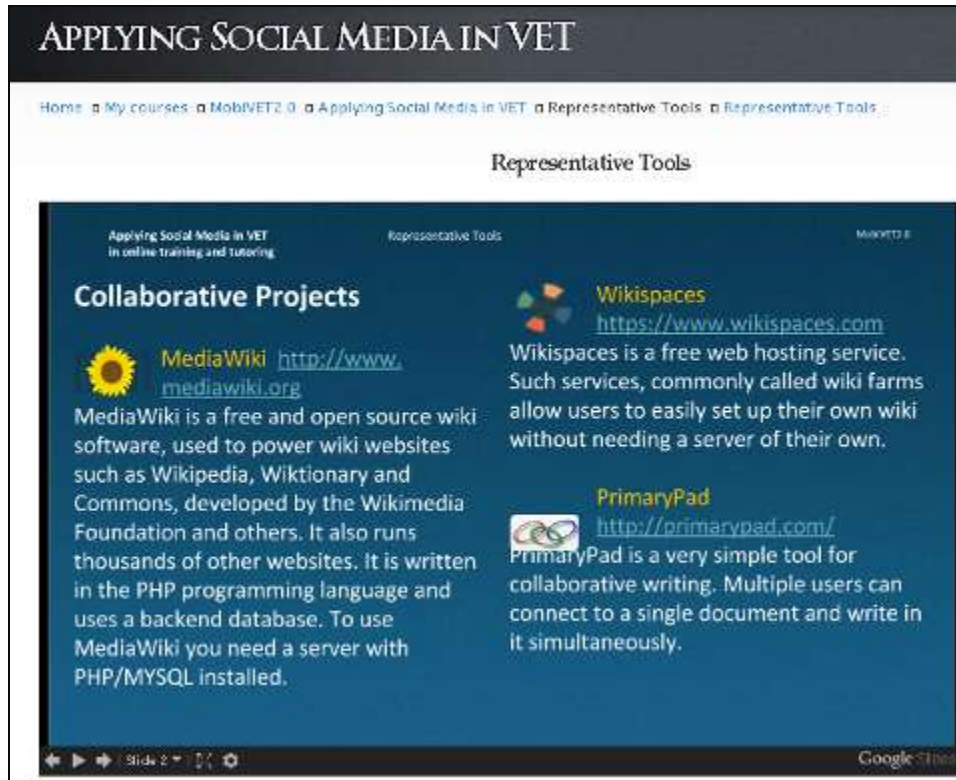 APPLYING SOCIAL MEDIA IN VET
Home My courses MobiVET2.0 Applying Social Media in VET Representative Tools Representative Tools
Representative Tools
Applying Social Media in VET
in online training and tutoring
Representative Tools
MobiVET2.0
Collaborative Projects
MediaWiki http://www.
mediawiki.org
MediaWiki is a free and open source wiki
software, used to power wiki websites
such as Wikipedia, Wiktionary and
Commons, developed by the Wikimedia
Foundation and others. It also runs
thousands of other websites. It is written
in the PHP programming language and
uses a backend database. To use
MediaWiki you need a server with
PHP/MYSQL installed.
Wikispaces
https://www.wikispaces.com
Wikispaces is a free web hosting service.
Such services, commonly called wiki farms
allow users to easily set up their own wiki
without needing a server of their own.
PrimaryPad
http://primarypad.com/
PrimaryPad is a very simple tool for
collaborative writing. Multiple users can
connect to a single document and write in
it simultaneously.
Slide 2
Google